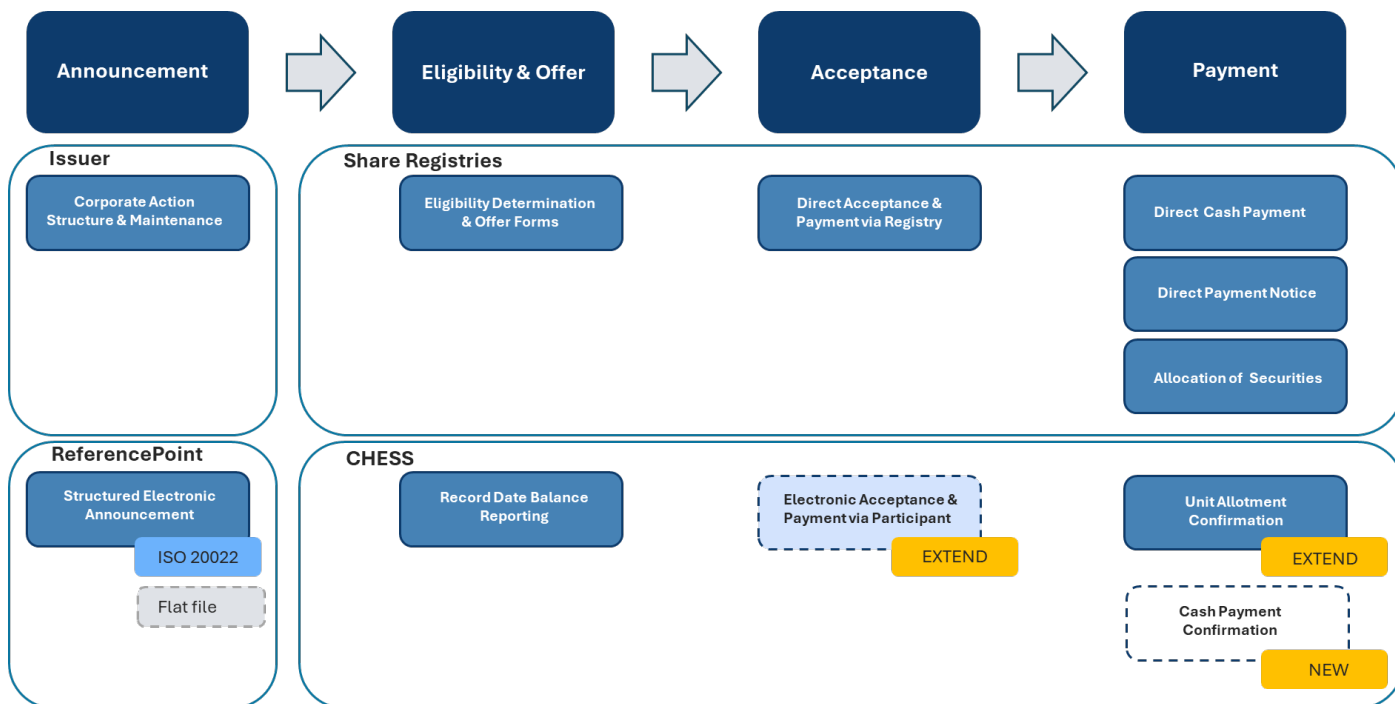 Announcement
Eligibility & Offer
Acceptance
Payment
Issuer
Share Registries
Corporate Action
Structure & Maintenance
Eligibility Determination
& Offer Forms
Direct Acceptance &
Payment via Registry
Direct Cash Payment
Direct Payment Notice
Allocation of Securities
ReferencePoint
CHESS
Structured Electronic
Announcement
ISO 20022
Flat file
Record Date Balance
Reporting
Electronic Acceptance &
Payment via Participant
EXTEND
Unit Allotment
Confirmation
EXTEND
Cash Payment
Confirmation
NEW